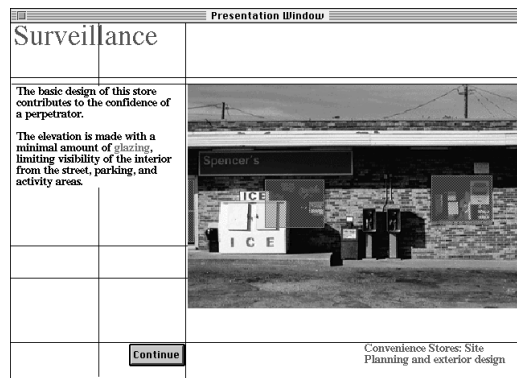 Presentation Window
Surveillance
The basic design of this store
contributes to the confidence of
a perpetrator.
The elevation is made with a
minimal amount of glazing,
limiting visibility of the interior
from the street, parking, and
activity areas.
Spencer's
ICE
ICE
Continue
Convenience Stores: Site
Planning and exterior design